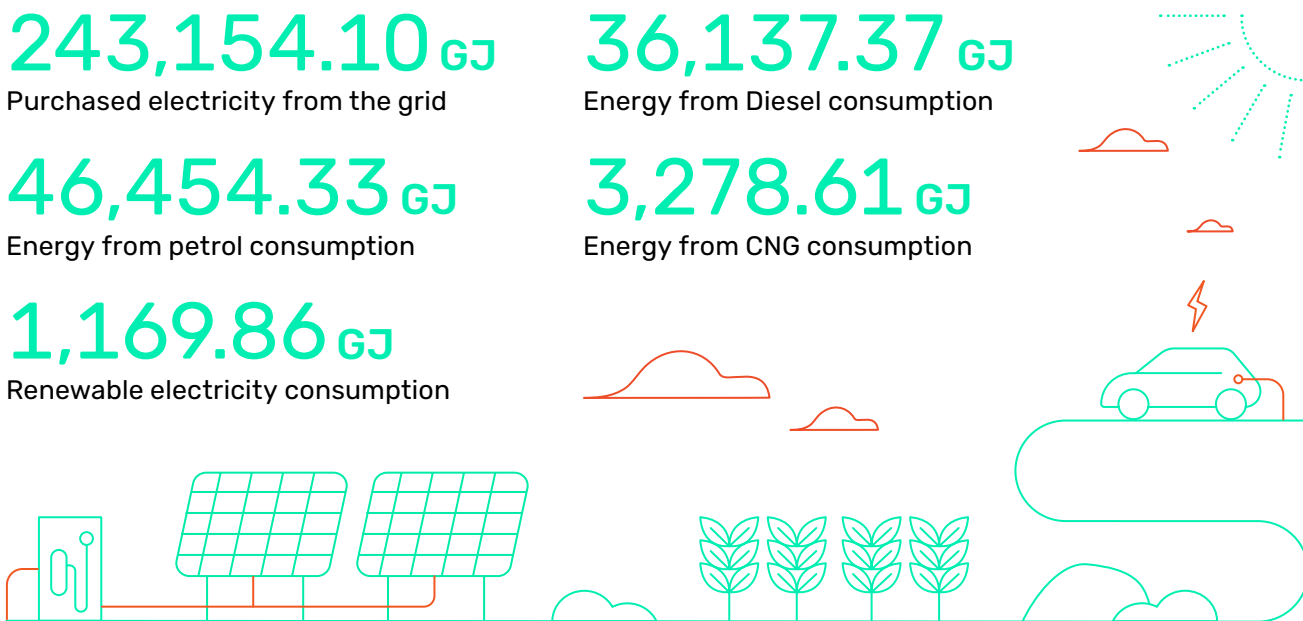 243,154.10 GJ
Purchased electricity from the grid
36,137.37 GJ
Energy from Diesel consumption
46,454.33 GJ
Energy from petrol consumption
3,278.61 GJ
Energy from CNG consumption
1,169.86 GJ
Renewable electricity consumption